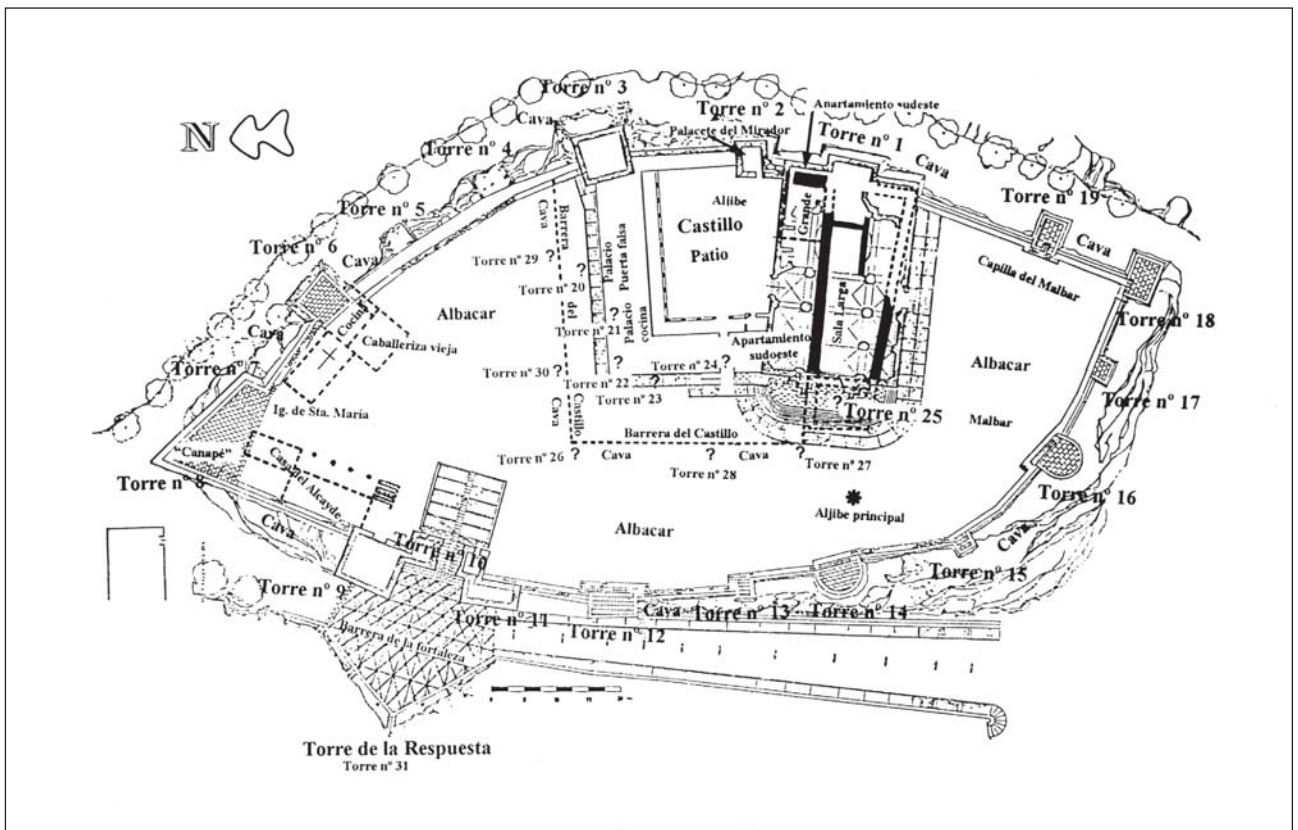 Torre nº 3
Torre nº 2
Anartamiento sudeste
Cava
Palacete del Mirador
Torre nº 1
N
Torre nº 4
Cava
Torre nº 19
Torre nº 5
Aljibe
Grande
Cava
Barrera
Cava
Castillo
Patio
Torre nº 6
Cava
Torre nº 29 ?
?
Torre nº 20
Palacio
Puerta falsa
Capilla del Malbar
Albacar
del
Torre nº 18
Cocina
Caballeriza vieja
Torre nº 21 ?
Palacio
cocina
Sala Larga
Cava
Apartamiento
sudoeste
Torre nº 7
Torre nº 30 ?
?
Torre nº 22 ?
Torre nº 24 ?
Albacar
Torre nº 23
Torre nº 17
Ig. de Sta. María
Castillo
Cava
?
Torre nº 25
Malbar
Barrera del Castillo
"Canapé"
Torre nº 26 ?
Cava
?
Cava
?
Torre nº 27
Torre nº 28
Torre nº 8
Casa del Alcayde
Torre nº 16
Aljibe principal
Cava
Albacar
Cava
Torre nº 10
Torre nº 15
Torre nº 9
Cava
Torre nº 11
Torre nº 12
Torre nº 13
Torre nº 14
Barrera de la fortaleza
Torre de la Respuesta
Torre nº 31